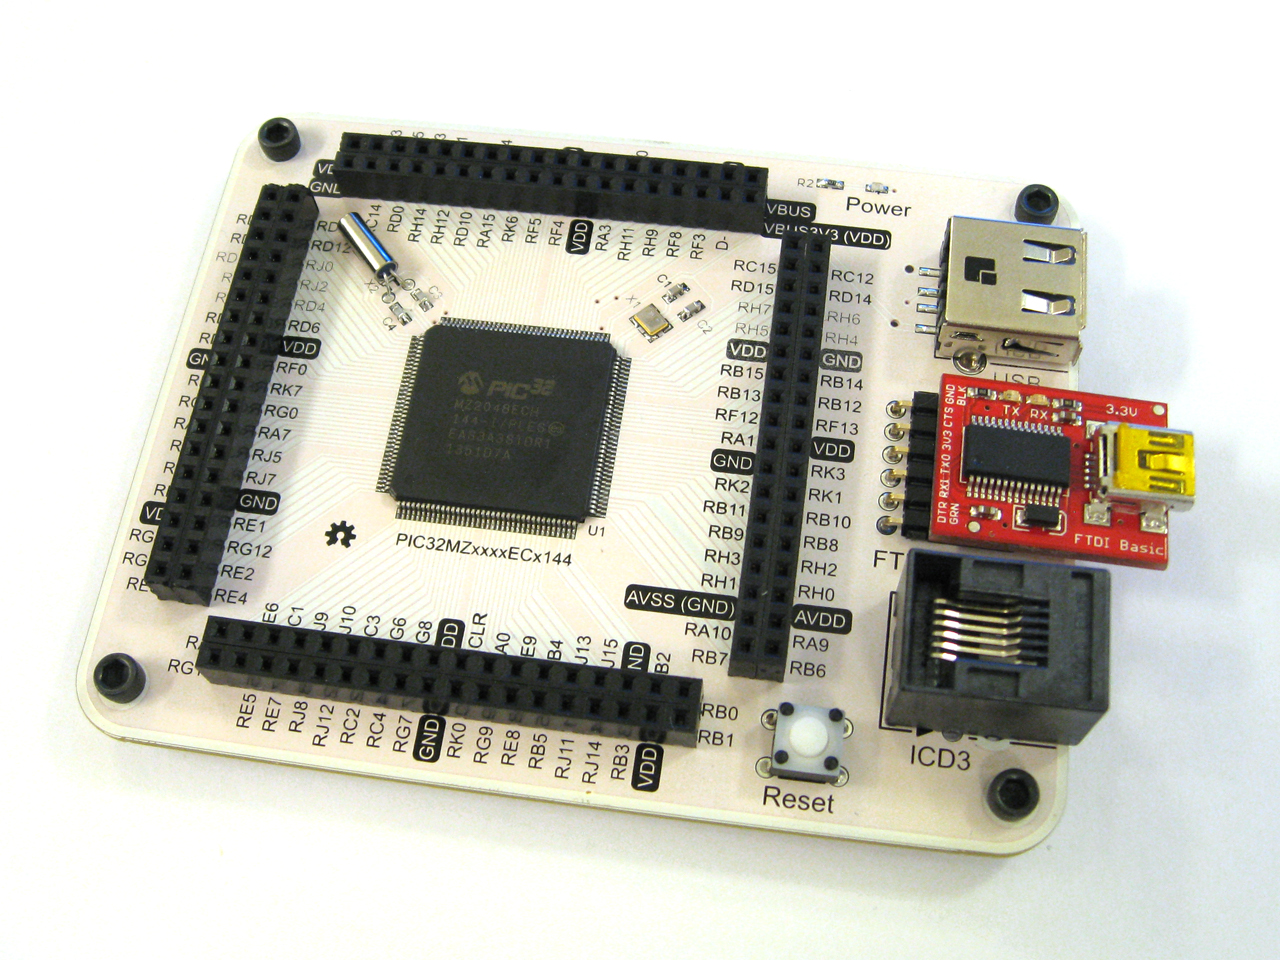 R2
Power
VBUS
VBUS3V3 (VDD)
GND
RC14
RD0
RH14
RH12
RD10
RA15
RK6
RF5
RF4
VDD
RA3
RH11
RH9
RF8
RF3
D-
RD12
RJ0
RJ2
RD4
RD6
VDD
RF0
RK7
RG0
RA7
RJ5
RJ7
GND
RE1
RG12
RE2
RE4
C1
X1
C2
RC15
RC12
RD15
RD14
RH7
RH6
RH5
RH4
VDD
GND
RB15
RB14
RB13
RB12
RF12
RF13
RA1
VDD
GND
RK3
RK2
RK1
RB11
RB10
RB9
RB8
RH3
RH2
RH1
RH0
AVSS (GND)
AVDD
RA10
RA9
RB7
RB6
PIC32
MZ2048ECH
U1
PIC32MZxxxxECx144
RB0
RB1
RE5
RE7
RJ8
RJ12
RC2
RC4
RG7
GND
RK0
RG9
RE8
RB5
RJ11
RJ14
RB3
VDD
USB
GND
BLK
CTS
3V3
TXO
RX1
DTR
GRN
TX RX
3.3V
FTDI Basic
ICD3
Reset